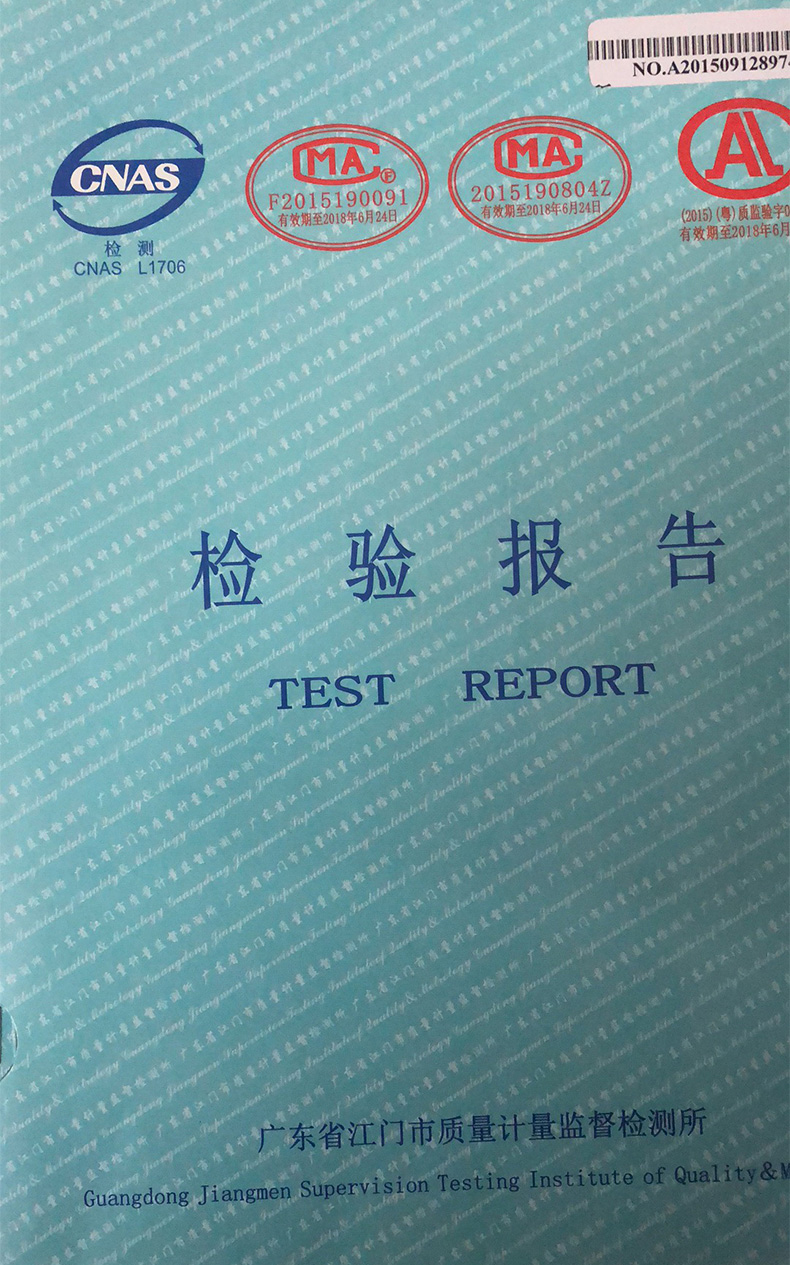 NO.A20150912897
CNAS
检 测
CNAS L1706
CMA F
F2015190091
有效期至2018年6月24日
CMA
2015190804Z
有效期至2018年6月24日
CAL
(2015)(粤)质监验字0
有效期至2018年6月
检 验 报 告
TEST REPORT
广东省江门市质量计量监督检测所
Guangdong Jiangmen Supervision Testing Institute of Quality&M